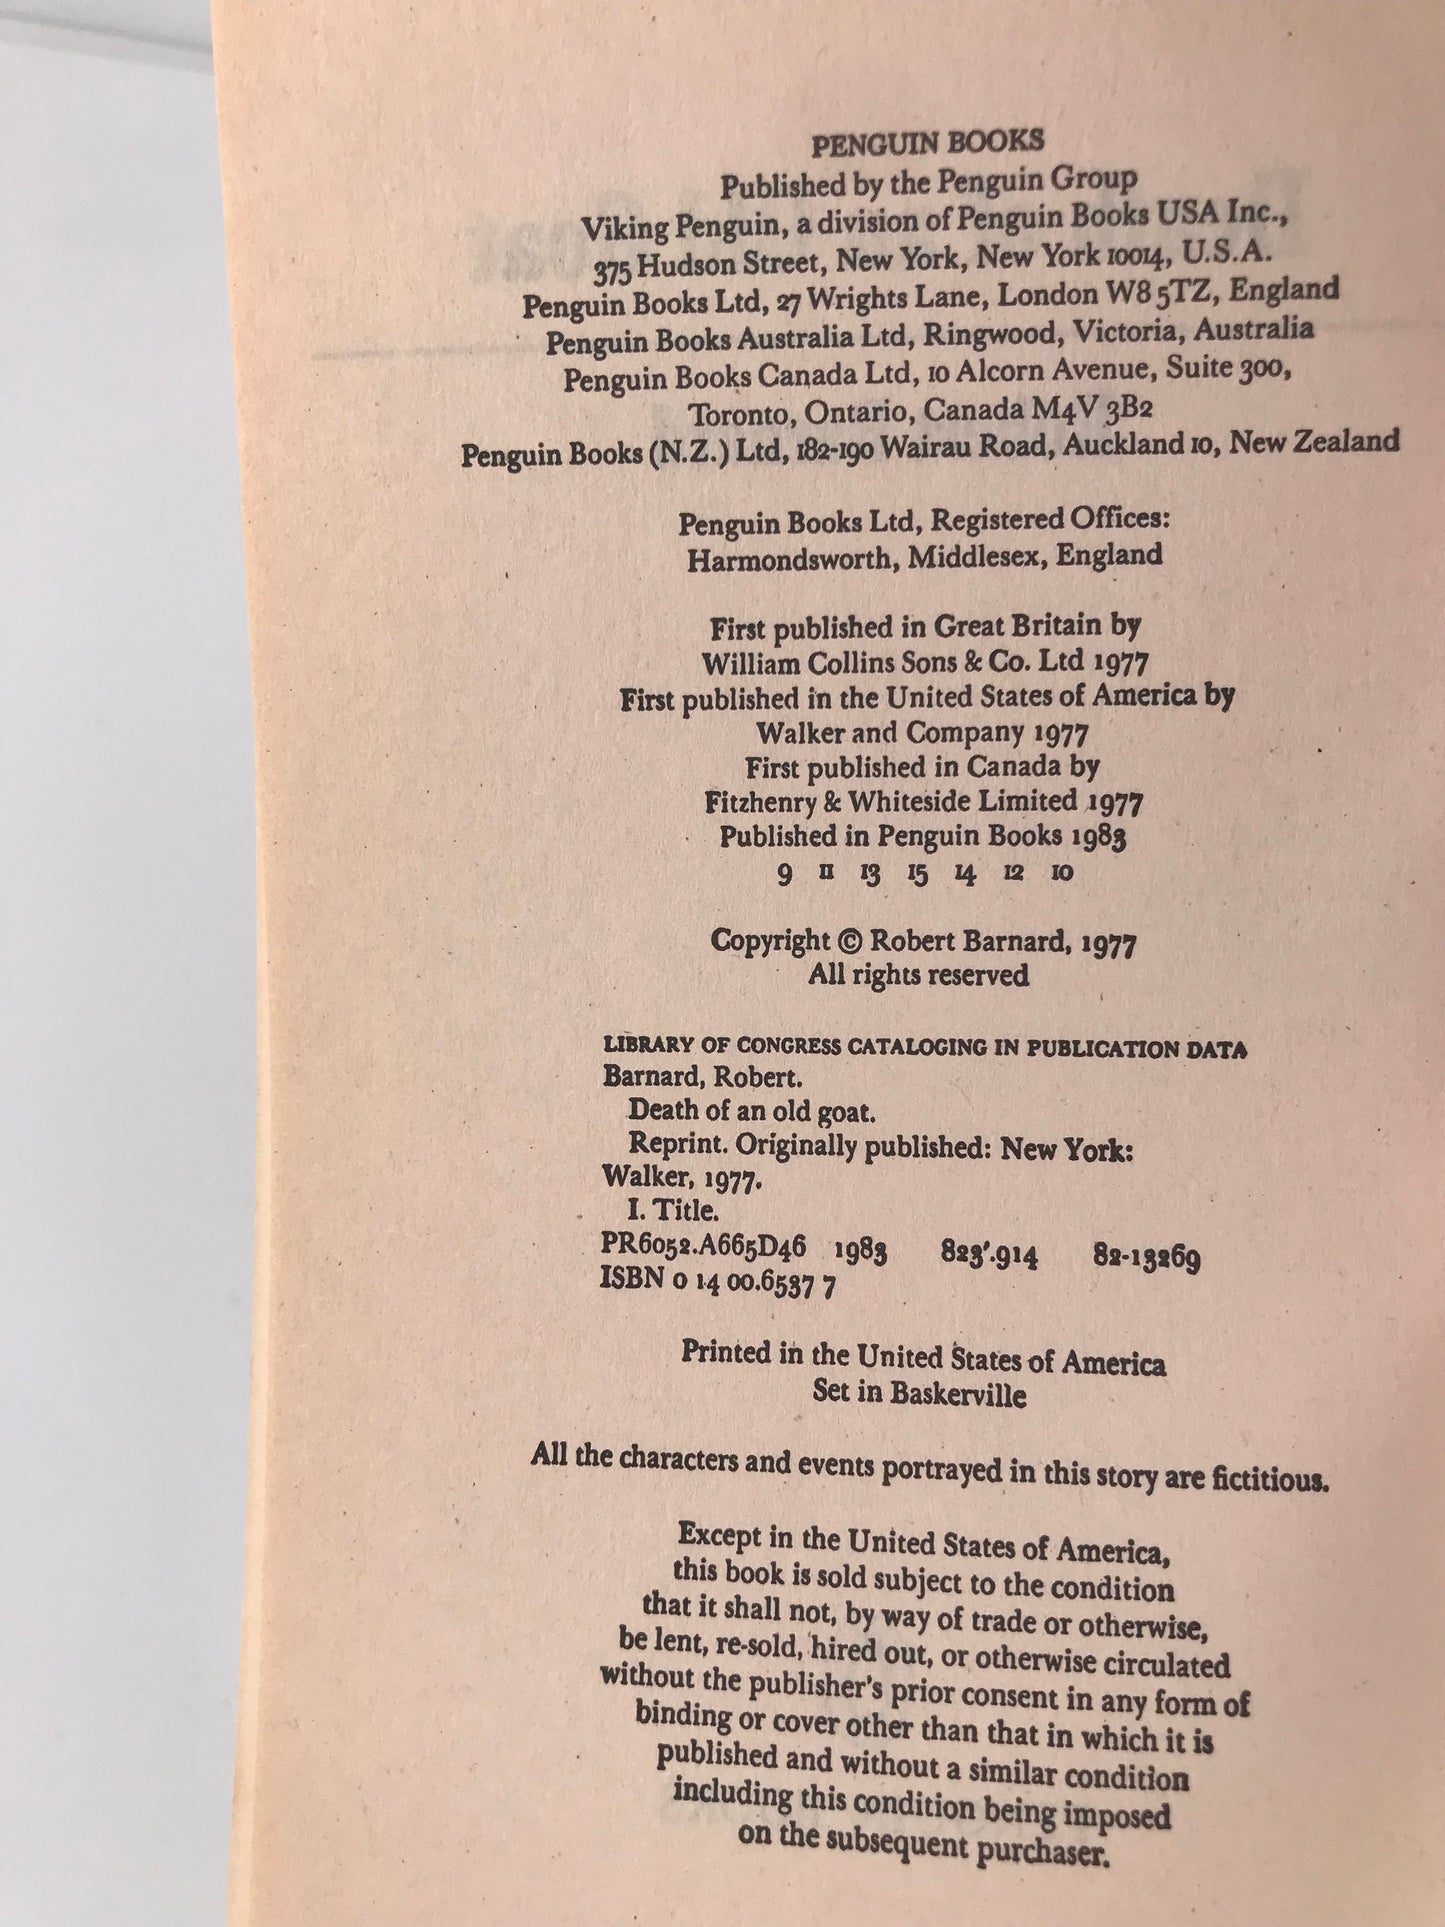 PENGUIN BOOKS
Published by the Penguin Group
Viking Penguin, a division of Penguin Books USA Inc.,
375 Hudson Street, New York, New York 10014, U.S.A.
Penguin Books Ltd, 27 Wrights Lane, London W8 5TZ, England
Penguin Books Australia Ltd, Ringwood, Victoria, Australia
Penguin Books Canada Ltd, 10 Alcorn Avenue, Suite 300,
Toronto, Ontario, Canada M4V 3B2
Penguin Books (N.Z.) Ltd, 182-190 Wairau Road, Auckland 10, New Zealand
Penguin Books Ltd, Registered Offices:
Harmondsworth, Middlesex, England
First published in Great Britain by
William Collins Sons & Co. Ltd 1977
First published in the United States of America by
Walker and Company 1977
First published in Canada by
Fitzhenry & Whiteside Limited 1977
Published in Penguin Books 1983
9 11 13 15 14 12 10
Copyright © Robert Barnard, 1977
All rights reserved
LIBRARY OF CONGRESS CATALOGING IN PUBLICATION DATA
Barnard, Robert.
Death of an old goat.
Reprint. Originally published: New York:
Walker, 1977.
I. Title.
PR6052.A665D46 1983 823'.914 82-13269
ISBN 0 14 00.6537 7
Printed in the United States of America
Set in Baskerville
All the characters and events portrayed in this story are fictitious.
Except in the United States of America,
this book is sold subject to the condition
that it shall not, by way of trade or otherwise,
be lent, re-sold, hired out, or otherwise circulated
without the publisher's prior consent in any form of
binding or cover other than that in which it is
published and without a similar condition
including this condition being imposed
on the subsequent purchaser.